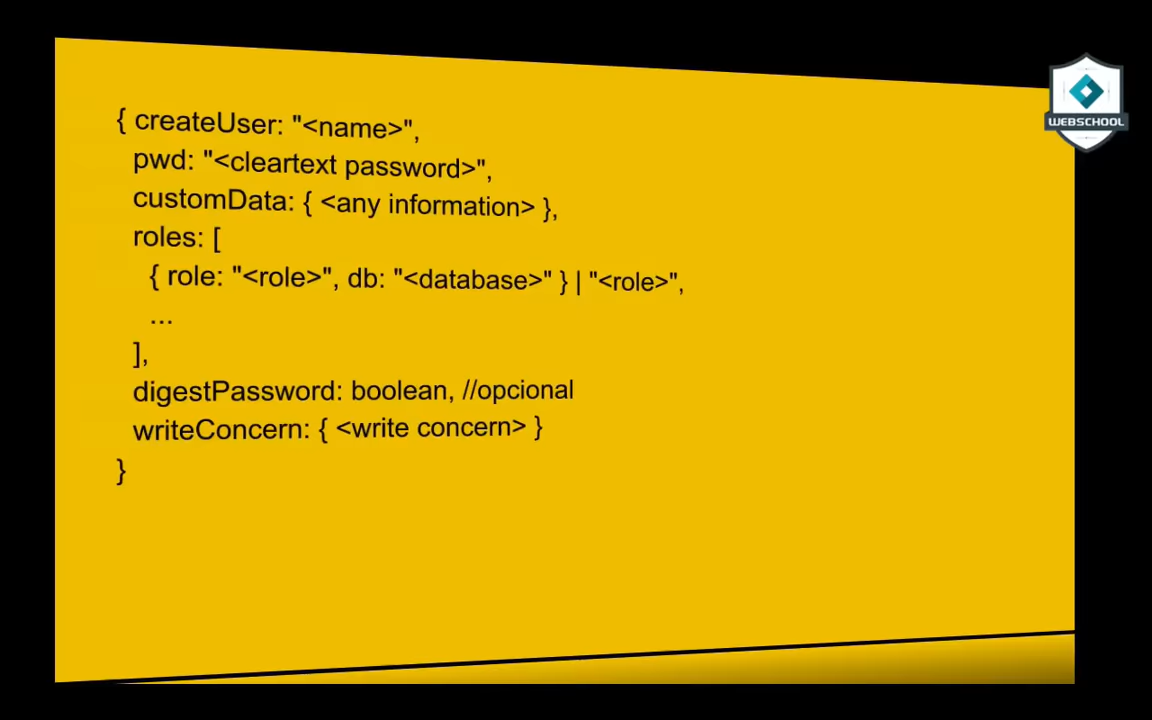 WEBSCHOOL
{ createUser: "<name>",
pwd: "<cleartext password>",
customData: { <any information> },
roles: [
{ role: "<role>", db: "<database>" } | "<role>",
...
],
digestPassword: boolean, //opcional
writeConcern: { <write concern> }
}